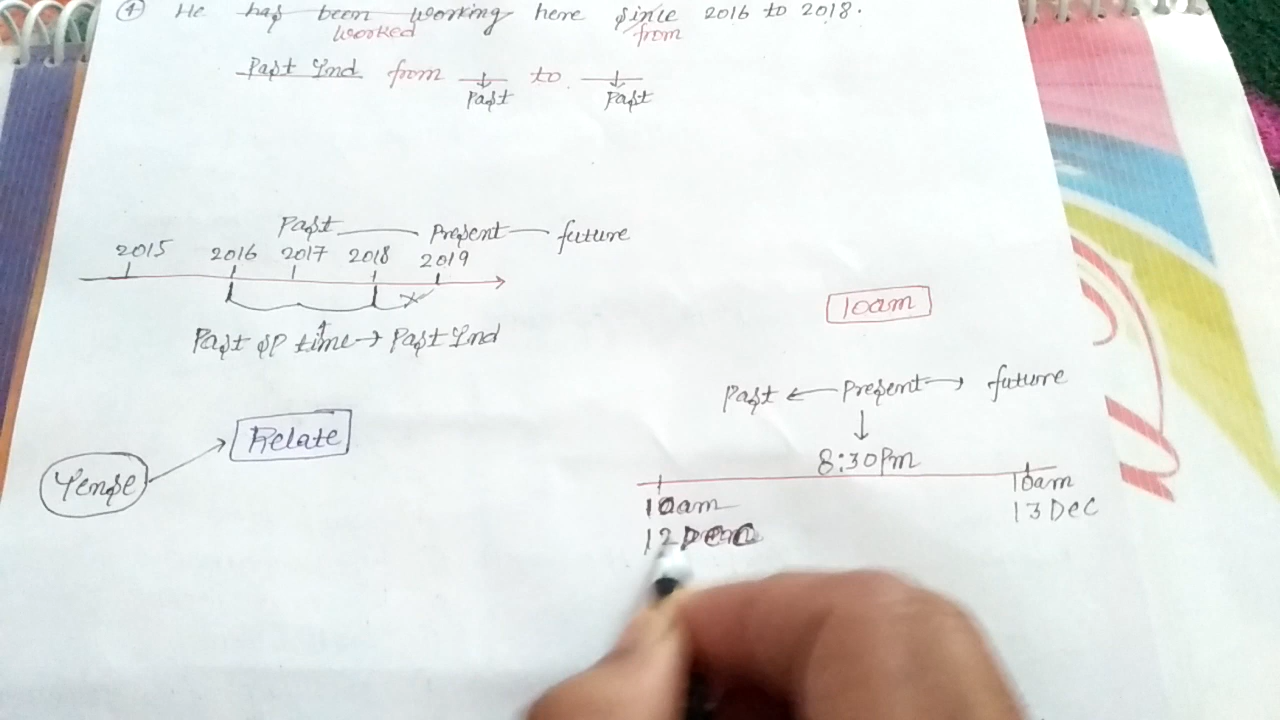 4 He has been working here since 2016 to 2018.
worked from
Past Ind from to
Past Past
Past Present future
2015 2016 2017 2018 2019
Past sp time → Past Ind
10am
Past ← Present → future
Relate
Tense
8:30Pm
10am 10am
12 13 Dec